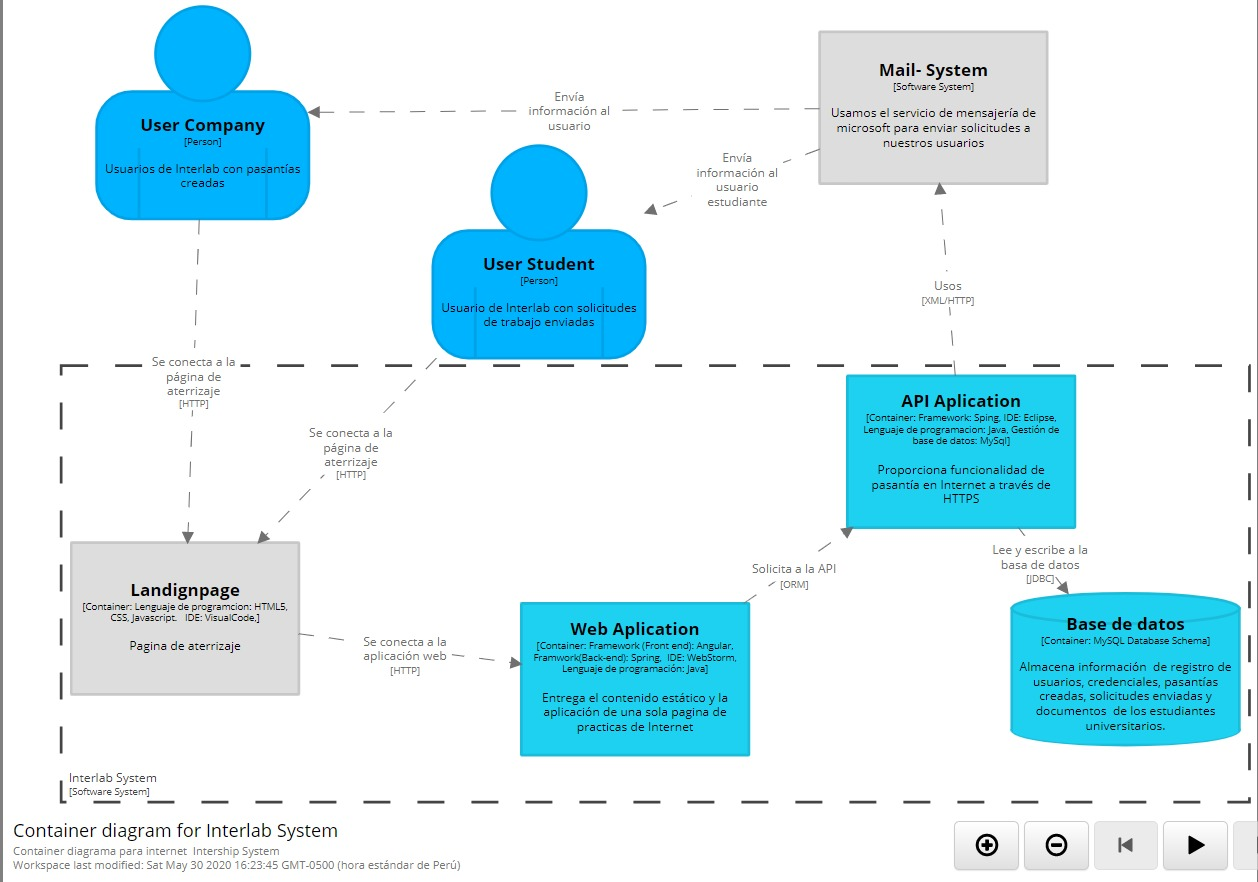 User Company
[Person]
Usuarios de Interlab con pasantías
creadas
Envía
información al
usuario
Mail- System
[Software System]
Usamos el servicio de mensajería de
microsoft para enviar solicitudes a
nuestros usuarios
Envía
información al
usuario
estudiante
User Student
[Person]
Usuario de Interlab con solicitudes
de trabajo enviadas
Usos
[XML/HTTP]
Se conecta a la
página de
aterrizaje
[HTTP]
Se conecta a la
página de
aterrizaje
[HTTP]
API Aplication
[Container: Framework: Sping, IDE: Eclipse,
Lenguaje de programacion: Java, Gestión de
base de datos: MySql]
Proporciona funcionalidad de
pasantía en Internet a través de
HTTPS
Landignpage
[Container: Lenguaje de programcion: HTML5,
CSS, Javascript. IDE: VisualCode,]
Pagina de aterrizaje
Se conecta a la
aplicación web
[HTTP]
Web Aplication
[Container: Framework (Front end): Angular,
Framwork(Back-end): Spring, IDE: WebStorm,
Lenguaje de programación: Java]
Entrega el contenido estático y la
aplicación de una sola pagina de
practicas de Internet
Solicita a la API
[ORM]
Lee y escribe a la
basa de datos
[JDBC]
Base de datos
[Container: MySQL Database Schema]
Almacena información de registro de
usuarios, credenciales, pasantías
creadas, solicitudes enviadas y
documentos de los estudiantes
universitarios.
Interlab System
[Software System]
Container diagram for Interlab System
Container diagrama para internet Intership System
Workspace last modified: Sat May 30 2020 16:23:45 GMT-0500 (hora estándar de Perú)